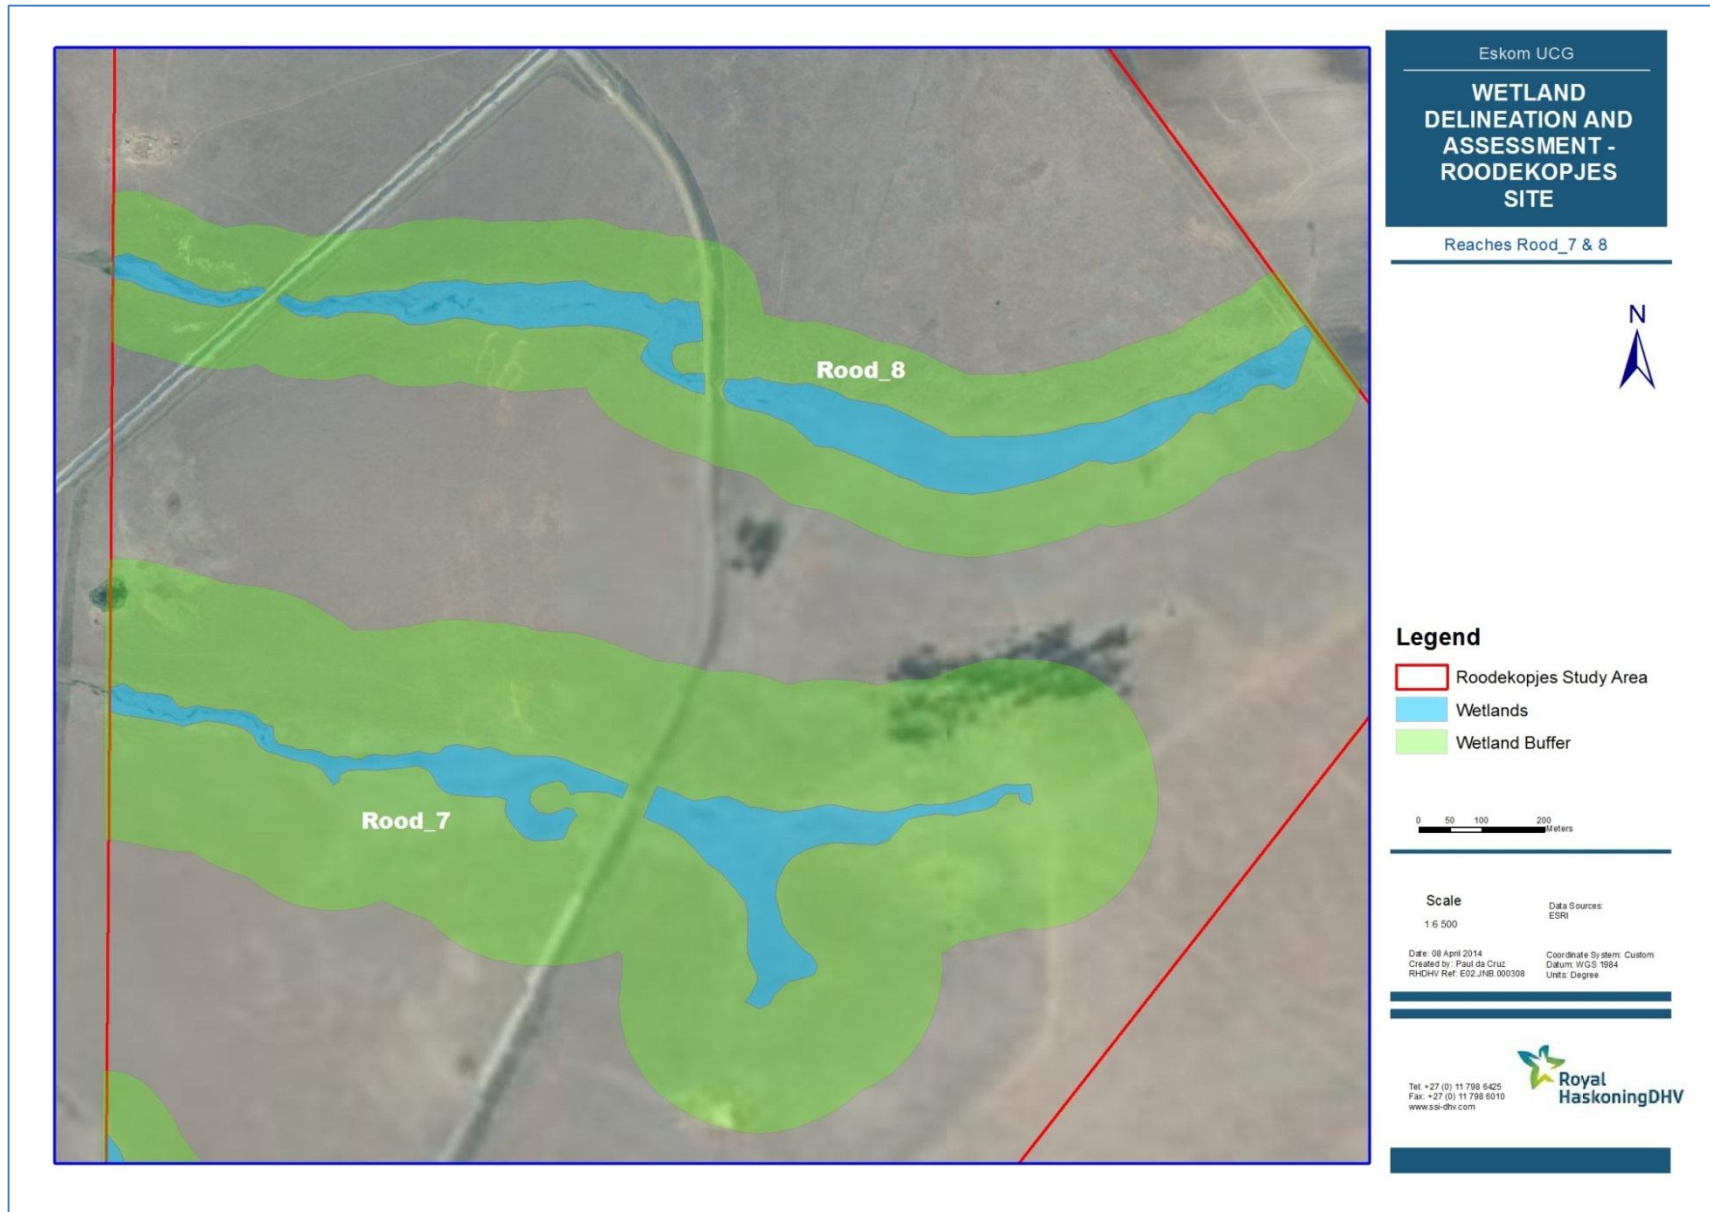 Eskom UCG
WETLAND
DELINEATION AND
ASSESSMENT -
ROODEKOPJES
SITE
Reaches Rood_7 & 8
N
Rood_8
Rood_7
Legend
Roodekopjes Study Area
Wetlands
Wetland Buffer
0 50 100 200
Meters
Scale
1:6 500
Data Sources:
ESRI
Date: 08 April 2014
Created by: Paul da Cruz
RHDHV Ref: E02.JNB.000308
Coordinate System: Custom
Datum: WGS 1984
Units: Degree
Tel: +27 (0) 11 798 6425
Fax: +27 (0) 11 798 6010
www.ssi-dhv.com
Royal
HaskoningDHV